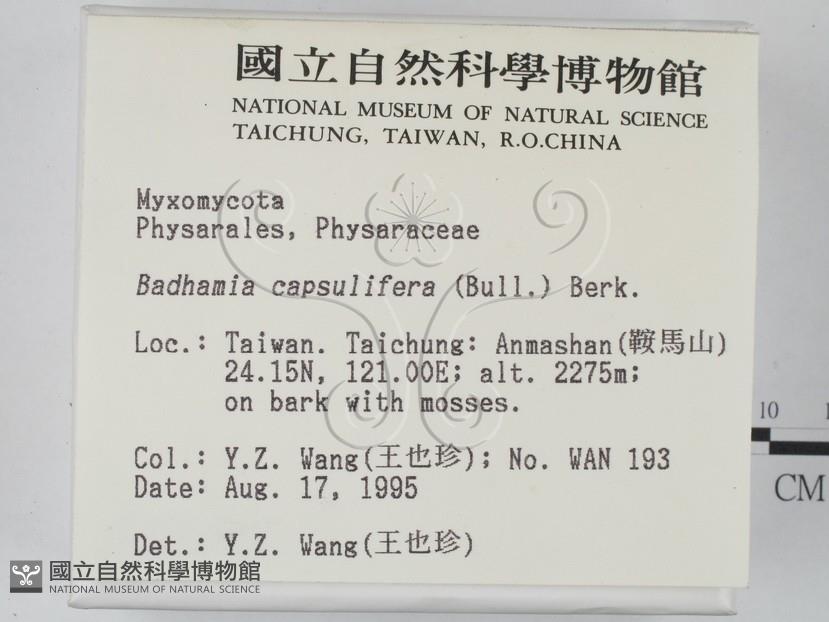 國立自然科學博物館
NATIONAL MUSEUM OF NATURAL SCIENCE
TAICHUNG, TAIWAN, R.O.CHINA
Myxomycota
Physarales, Physaraceae
Badhamia capsulifera (Bull.) Berk.
Loc.: Taiwan. Taichung: Anmashan(鞍馬山)
24.15N, 121.00E; alt. 2275m;
on bark with mosses.
Col.: Y.Z. Wang(王也珍); No. WAN 193
Date: Aug. 17, 1995
Det.: Y.Z. Wang(王也珍)
10
CM
國立自然科學博物館
NATIONAL MUSEUM OF NATURAL SCIENCE